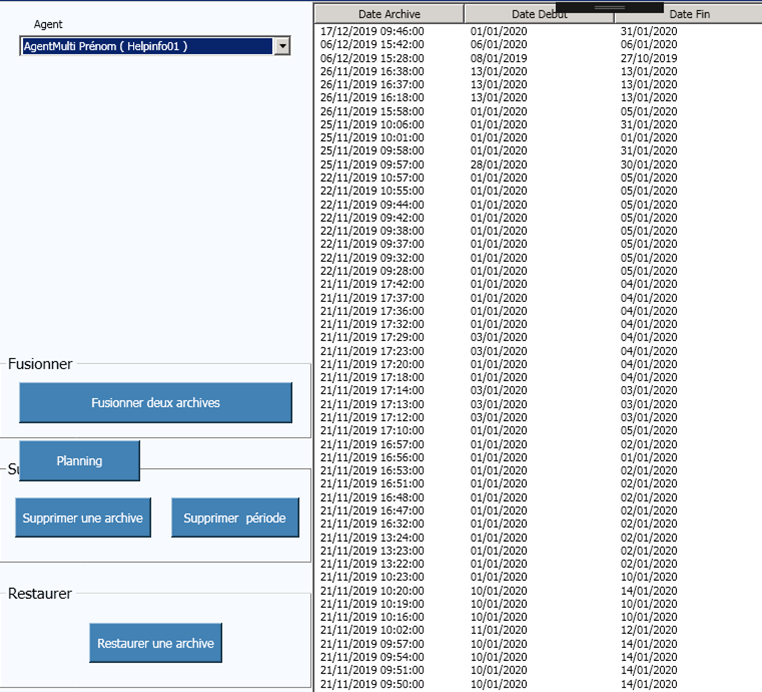 Agent
AgentMulti Prénom ( Helpinfo01 )
Fusionner
Fusionner deux archives
Planning
Supprimer une archive
Supprimer période
Restaurer
Restaurer une archive
Date Archive Date Debut Date Fin
17/12/2019 09:46:00 01/01/2020 31/01/2020
06/12/2019 15:42:00 06/01/2020 06/01/2020
06/12/2019 15:28:00 08/01/2019 27/10/2019
26/11/2019 16:38:00 13/01/2020 13/01/2020
26/11/2019 16:37:00 13/01/2020 13/01/2020
26/11/2019 16:18:00 13/01/2020 13/01/2020
26/11/2019 15:58:00 01/01/2020 05/01/2020
25/11/2019 10:06:00 01/01/2020 31/01/2020
25/11/2019 10:01:00 01/01/2020 01/01/2020
25/11/2019 09:58:00 01/01/2020 31/01/2020
25/11/2019 09:57:00 28/01/2020 30/01/2020
22/11/2019 10:57:00 01/01/2020 05/01/2020
22/11/2019 10:55:00 01/01/2020 05/01/2020
22/11/2019 09:44:00 01/01/2020 05/01/2020
22/11/2019 09:42:00 01/01/2020 05/01/2020
22/11/2019 09:38:00 01/01/2020 05/01/2020
22/11/2019 09:37:00 01/01/2020 05/01/2020
22/11/2019 09:32:00 01/01/2020 05/01/2020
22/11/2019 09:28:00 01/01/2020 05/01/2020
21/11/2019 17:42:00 01/01/2020 04/01/2020
21/11/2019 17:37:00 01/01/2020 04/01/2020
21/11/2019 17:36:00 01/01/2020 04/01/2020
21/11/2019 17:32:00 01/01/2020 04/01/2020
21/11/2019 17:29:00 03/01/2020 04/01/2020
21/11/2019 17:23:00 03/01/2020 04/01/2020
21/11/2019 17:20:00 01/01/2020 04/01/2020
21/11/2019 17:18:00 01/01/2020 04/01/2020
21/11/2019 17:14:00 03/01/2020 03/01/2020
21/11/2019 17:13:00 03/01/2020 03/01/2020
21/11/2019 17:12:00 03/01/2020 03/01/2020
21/11/2019 17:10:00 01/01/2020 05/01/2020
21/11/2019 16:57:00 01/01/2020 02/01/2020
21/11/2019 16:56:00 01/01/2020 01/01/2020
21/11/2019 16:53:00 01/01/2020 02/01/2020
21/11/2019 16:51:00 01/01/2020 02/01/2020
21/11/2019 16:48:00 01/01/2020 02/01/2020
21/11/2019 16:47:00 01/01/2020 02/01/2020
21/11/2019 16:32:00 01/01/2020 02/01/2020
21/11/2019 13:24:00 01/01/2020 02/01/2020
21/11/2019 13:23:00 01/01/2020 02/01/2020
21/11/2019 13:22:00 01/01/2020 02/01/2020
21/11/2019 10:23:00 01/01/2020 10/01/2020
21/11/2019 10:20:00 10/01/2020 14/01/2020
21/11/2019 10:19:00 10/01/2020 10/01/2020
21/11/2019 10:16:00 10/01/2020 10/01/2020
21/11/2019 10:02:00 11/01/2020 12/01/2020
21/11/2019 09:57:00 10/01/2020 14/01/2020
21/11/2019 09:54:00 10/01/2020 14/01/2020
21/11/2019 09:51:00 10/01/2020 14/01/2020
21/11/2019 09:50:00 10/01/2020 14/01/2020